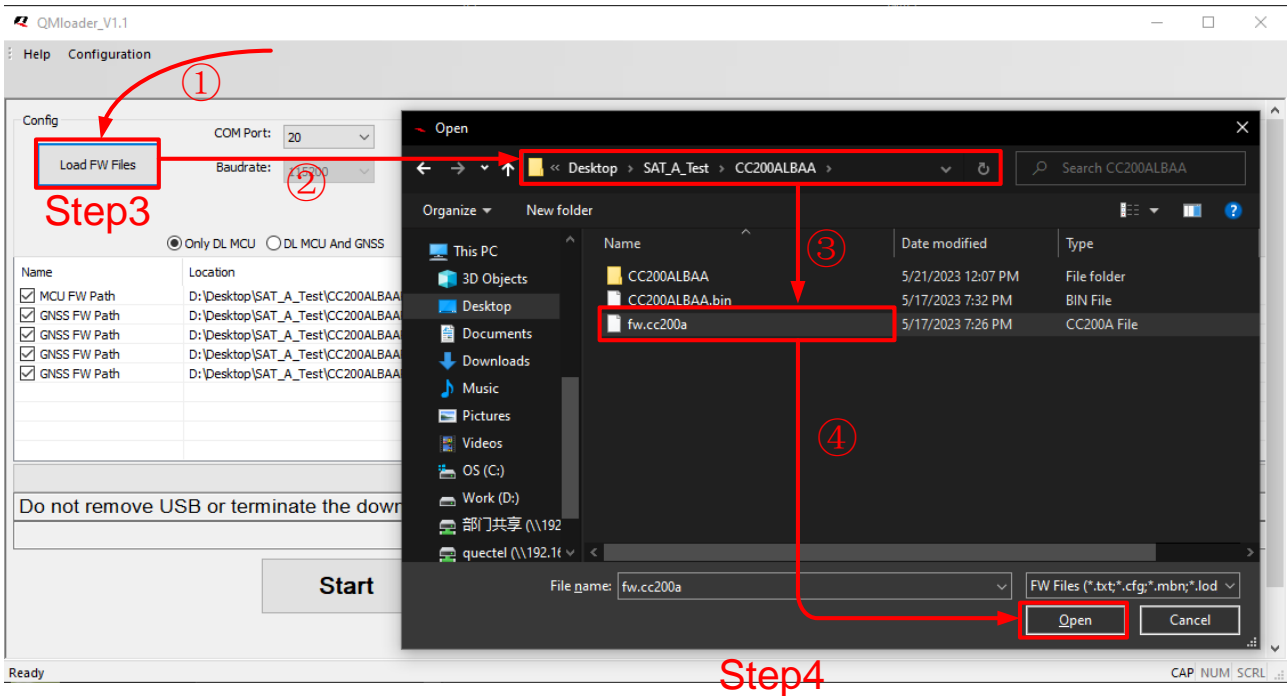 QMloader_V1.1
Help Configuration
①
Config
Load FW Files
COM Port: 20
Baudrate: 115200
②
Step3
Only DL MCU DL MCU And GNSS
Name Location
MCU FW Path D:\Desktop\SAT_A_Test\CC200ALBAA
GNSS FW Path D:\Desktop\SAT_A_Test\CC200ALBAA
GNSS FW Path D:\Desktop\SAT_A_Test\CC200ALBAA
GNSS FW Path D:\Desktop\SAT_A_Test\CC200ALBAA
GNSS FW Path D:\Desktop\SAT_A_Test\CC200ALBAA
Do not remove USB or terminate the down
Start
Open
« Desktop › SAT_A_Test › CC200ALBAA ›
Search CC200ALBAA
Organize New folder
This PC
3D Objects
Desktop
Documents
Downloads
Music
Pictures
Videos
OS (C:)
Work (D:)
部门共享 (\\192
quectel (\\192.16
Name Date modified Type
③
CC200ALBAA 5/21/2023 12:07 PM File folder
CC200ALBAA.bin 5/17/2023 7:32 PM BIN File
fw.cc200a 5/17/2023 7:26 PM CC200A File
④
File name: fw.cc200a
FW Files (*.txt;*.cfg;*.mbn;*.lod
Open Cancel
Step4
Ready
CAP NUM SCRL